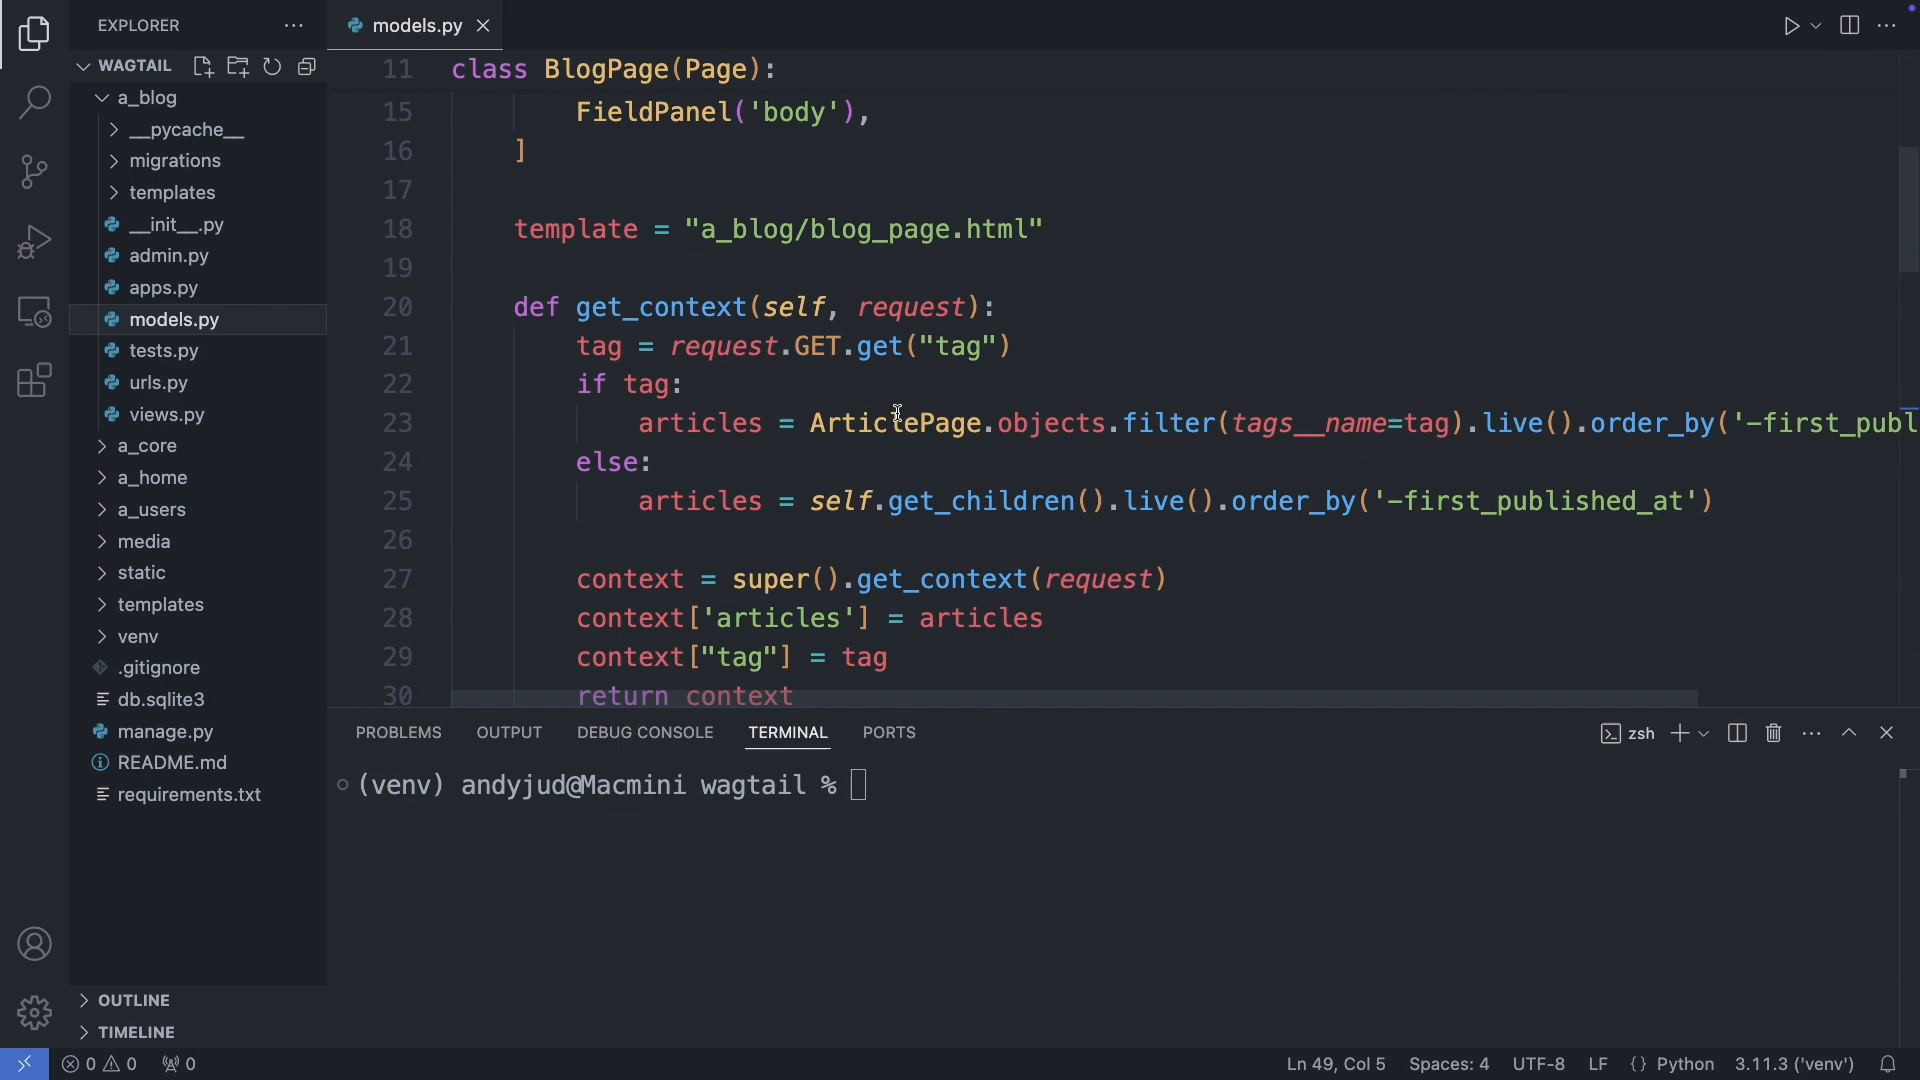 EXPLORER
models.py
WAGTAIL
a_blog
__pycache__
migrations
templates
__init__.py
admin.py
apps.py
models.py
tests.py
urls.py
views.py
a_core
a_home
a_users
media
static
templates
venv
.gitignore
db.sqlite3
manage.py
README.md
requirements.txt
OUTLINE
TIMELINE
11 class BlogPage(Page):
15 FieldPanel('body'),
16 ]
17
18 template = "a_blog/blog_page.html"
19
20 def get_context(self, request):
21 tag = request.GET.get("tag")
22 if tag:
23 articles = ArticlePage.objects.filter(tags__name=tag).live().order_by('-first_publ
24 else:
25 articles = self.get_children().live().order_by('-first_published_at')
26
27 context = super().get_context(request)
28 context['articles'] = articles
29 context["tag"] = tag
30 return context
PROBLEMS OUTPUT DEBUG CONSOLE TERMINAL PORTS
zsh
(venv) andyjud@Macmini wagtail %
0 0 0
Ln 49, Col 5 Spaces: 4 UTF-8 LF {} Python 3.11.3 ('venv')